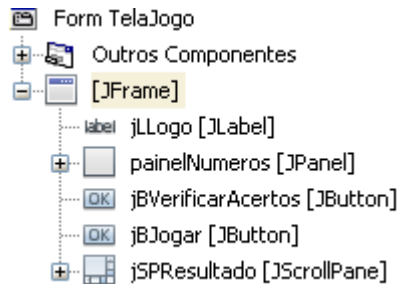 Form TelaJogo
Outros Componentes
[JFrame]
label jLLogo [JLabel]
painelNumeros [JPanel]
OK jBVerificarAcertos [JButton]
OK jBJogar [JButton]
jSPResultado [JScrollPane]